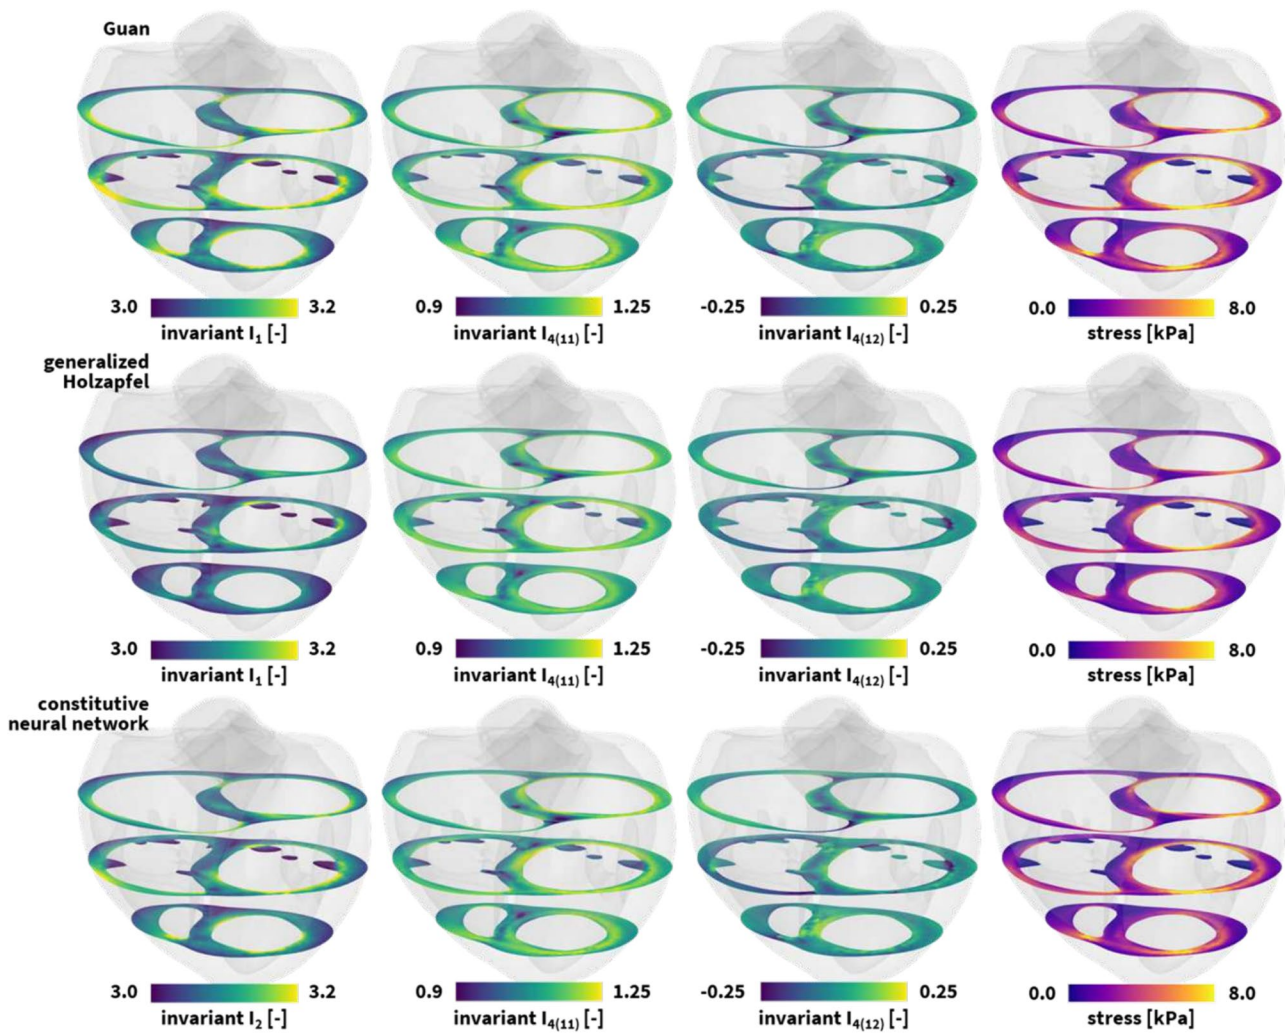 Guan
3.0 3.2 0.9 1.25 -0.25 0.25 0.0 8.0
invariant I₁ [-] invariant I₄₍₁₁₎ [-] invariant I₄₍₁₂₎ [-] stress [kPa]
generalized
Holzapfel
3.0 3.2 0.9 1.25 -0.25 0.25 0.0 8.0
invariant I₁ [-] invariant I₄₍₁₁₎ [-] invariant I₄₍₁₂₎ [-] stress [kPa]
constitutive
neural network
3.0 3.2 0.9 1.25 -0.25 0.25 0.0 8.0
invariant I₂ [-] invariant I₄₍₁₁₎ [-] invariant I₄₍₁₂₎ [-] stress [kPa]